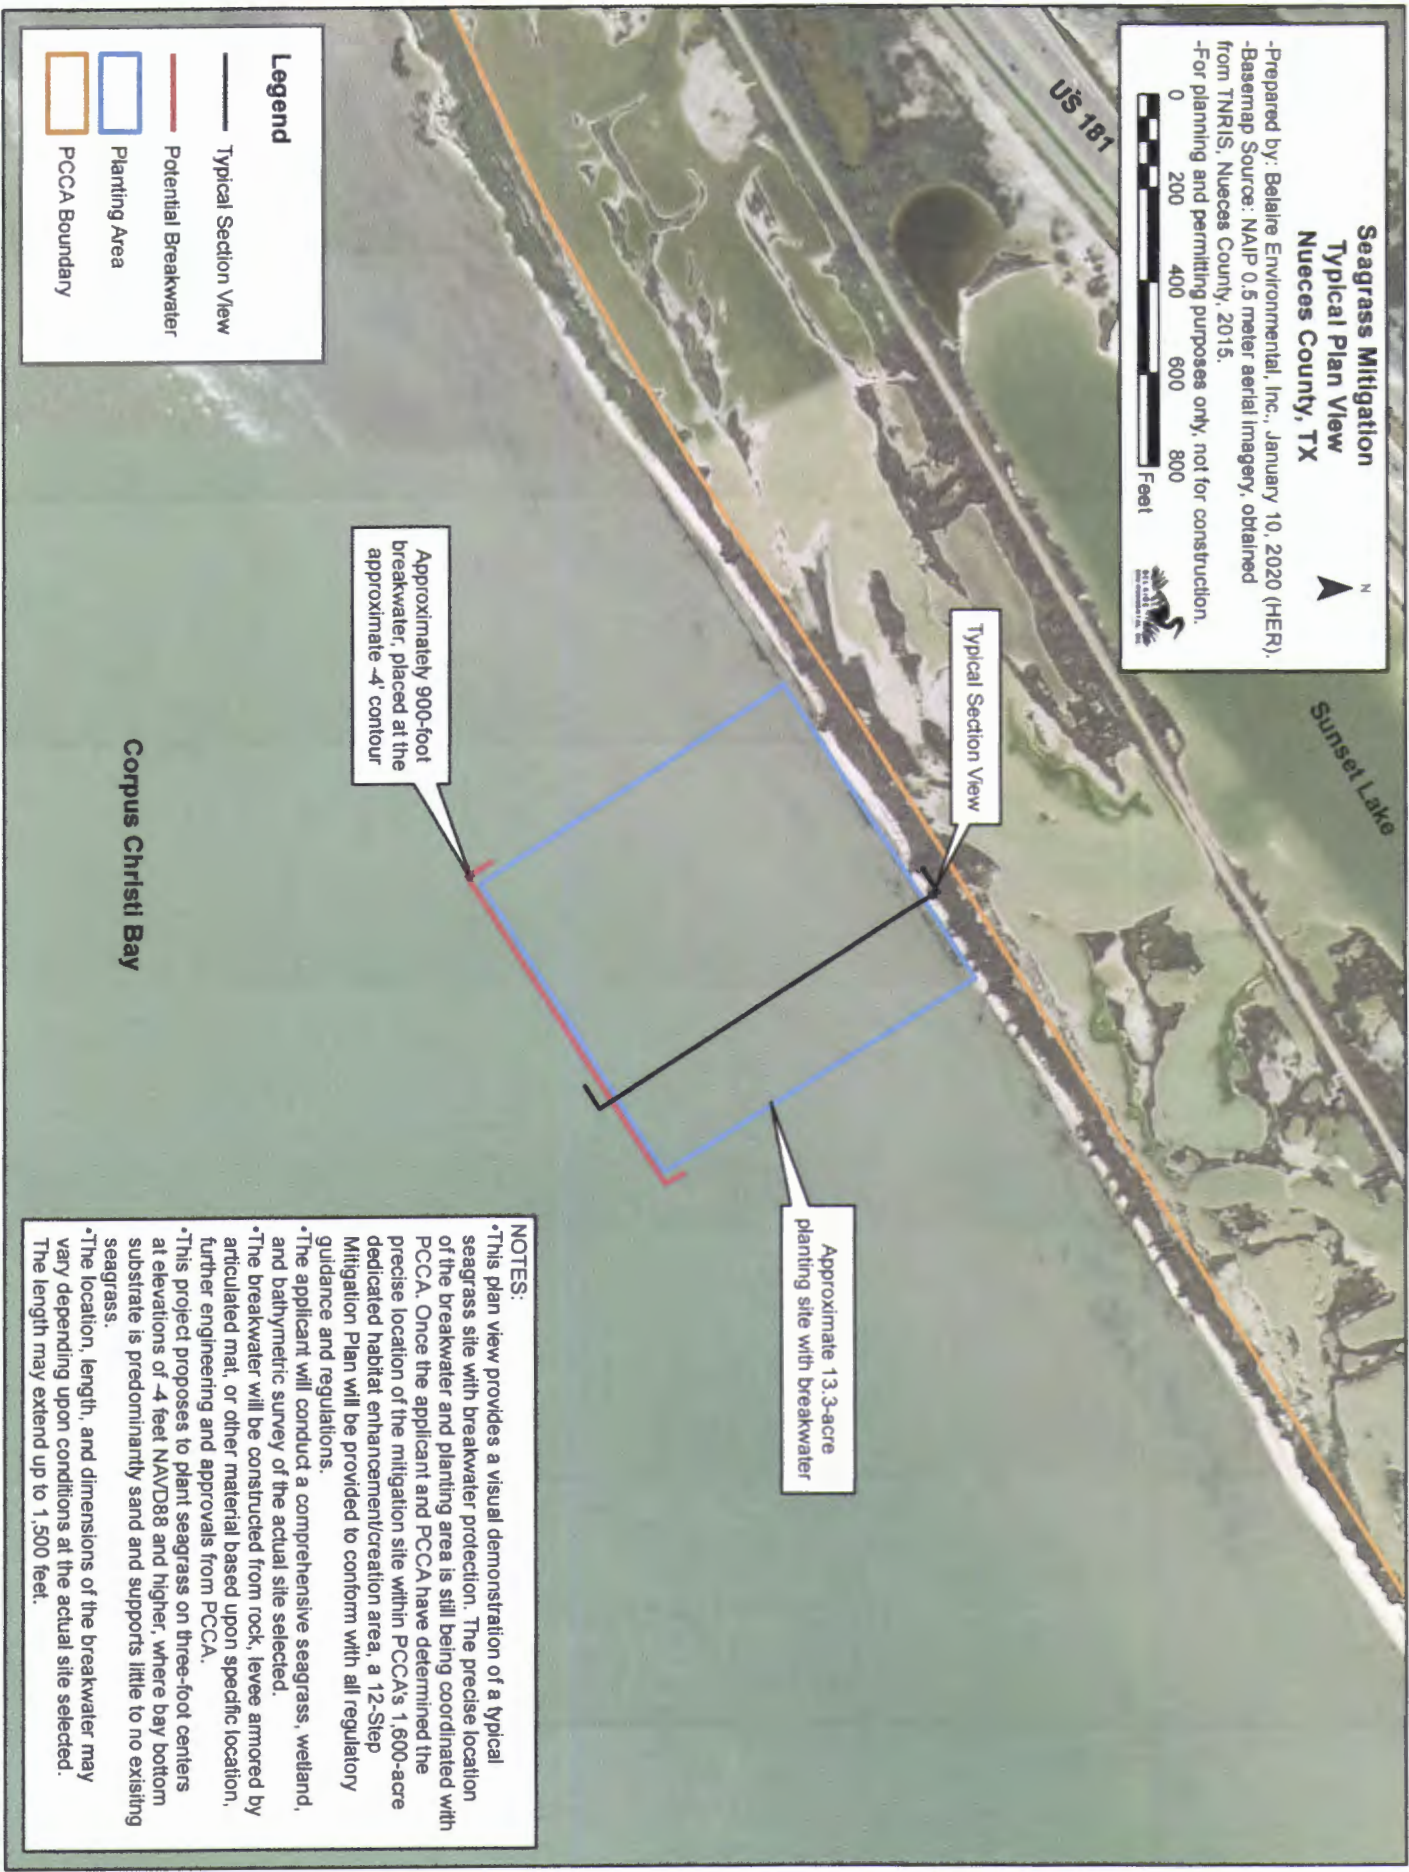 Seagrass Mitigation
Typical Plan View
Nueces County, TX
N
-Prepared by: Belaire Environmental, Inc., January 10, 2020 (HER).
-Basemap Source: NAIP 0.5 meter aerial imagery, obtained
from TNRIS, Nueces County, 2015.
-For planning and permitting purposes only, not for construction.
0 200 400 600 800
Feet
US 181
Sunset Lake
Typical Section View
Approximately 900-foot
breakwater, placed at the
approximate -4' contour
Approximate 13.3-acre
planting site with breakwater
Corpus Christi Bay
Legend
Typical Section View
Potential Breakwater
Planting Area
PCCA Boundary
NOTES:
•This plan view provides a visual demonstration of a typical
seagrass site with breakwater protection. The precise location
of the breakwater and planting area is still being coordinated with
PCCA. Once the applicant and PCCA have determined the
precise location of the mitigation site within PCCA's 1,600-acre
dedicated habitat enhancement/creation area, a 12-Step
Mitigation Plan will be provided to conform with all regulatory
guidance and regulations.
•The applicant will conduct a comprehensive seagrass, wetland,
and bathymetric survey of the actual site selected.
•The breakwater will be constructed from rock, levee armored by
articulated mat, or other material based upon specific location,
further engineering and approvals from PCCA.
•This project proposes to plant seagrass on three-foot centers
at elevations of -4 feet NAVD88 and higher, where bay bottom
substrate is predominantly sand and supports little to no exisitng
seagrass.
•The location, length, and dimensions of the breakwater may
vary depending upon conditions at the actual site selected.
The length may extend up to 1,500 feet.